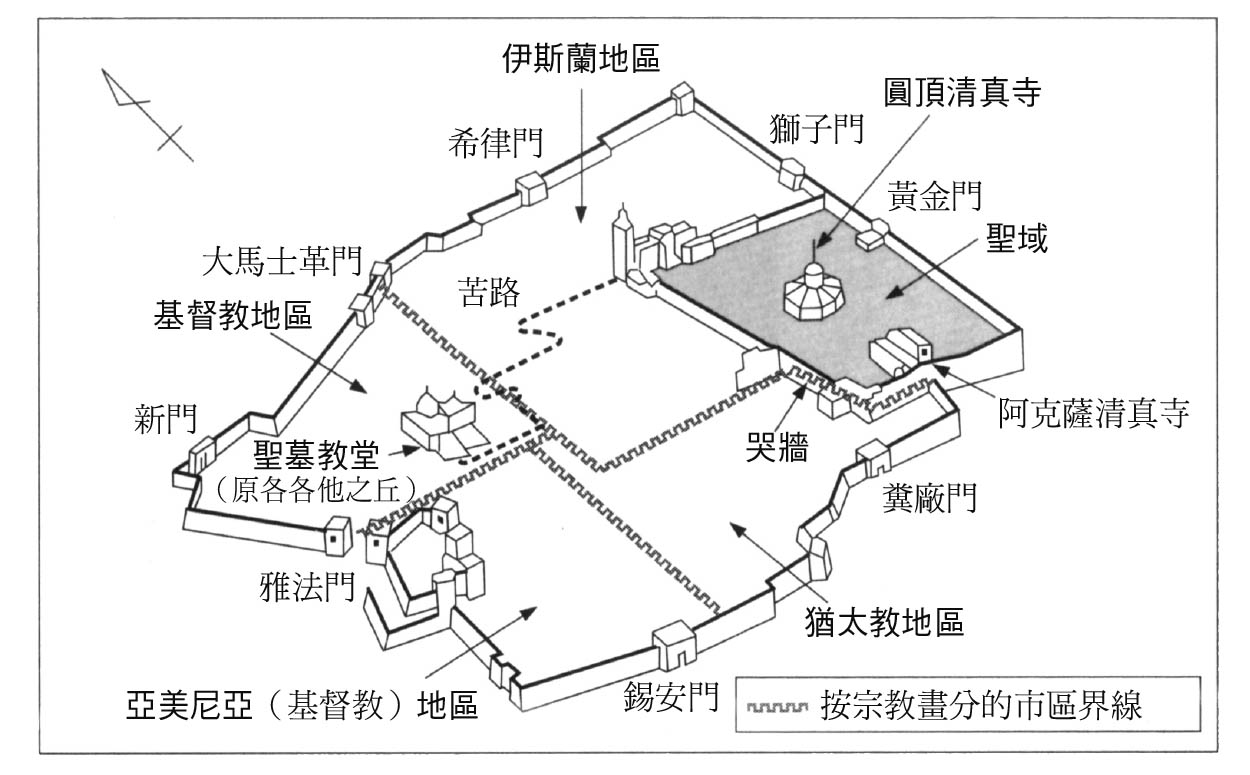 伊斯蘭地區
圓頂清真寺
希律門
獅子門
黃金門
聖域
大馬士革門
苦路
基督教地區
新門
阿克薩清真寺
哭牆
聖墓教堂
（原各各他之丘）
糞廠門
雅法門
猶太教地區
亞美尼亞（基督教）地區
錫安門
按宗教畫分的市區界線